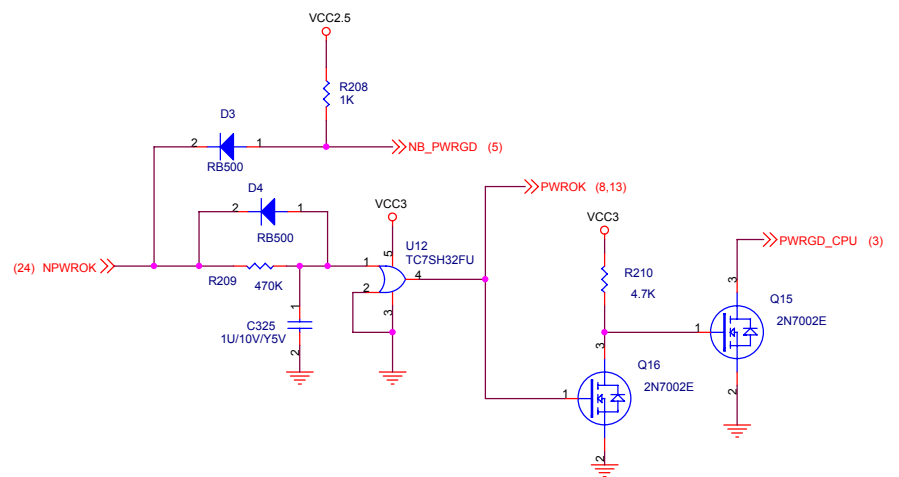 VCC2.5
R208
1K
D3
2
1
RB500
NB_PWRGD (5)
D4
2
1
RB500
VCC3
PWROK (8,13)
VCC3
PWRGD_CPU (3)
U12
TC7SH32FU
5
(24) NPWROK
1
4
2
3
R209
470K
R210
4.7K
3
Q15
2N7002E
1
2
1
C325
1U/10V/Y5V
2
3
Q16
2N7002E
1
2